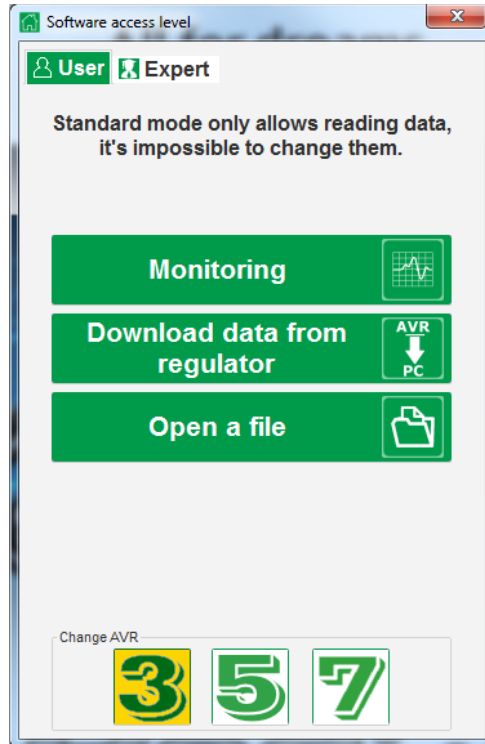 Software access level
User Expert
Standard mode only allows reading data,
it's impossible to change them.
Monitoring
Download data from
regulator
AVR
PC
Open a file
Change AVR
3 5 7